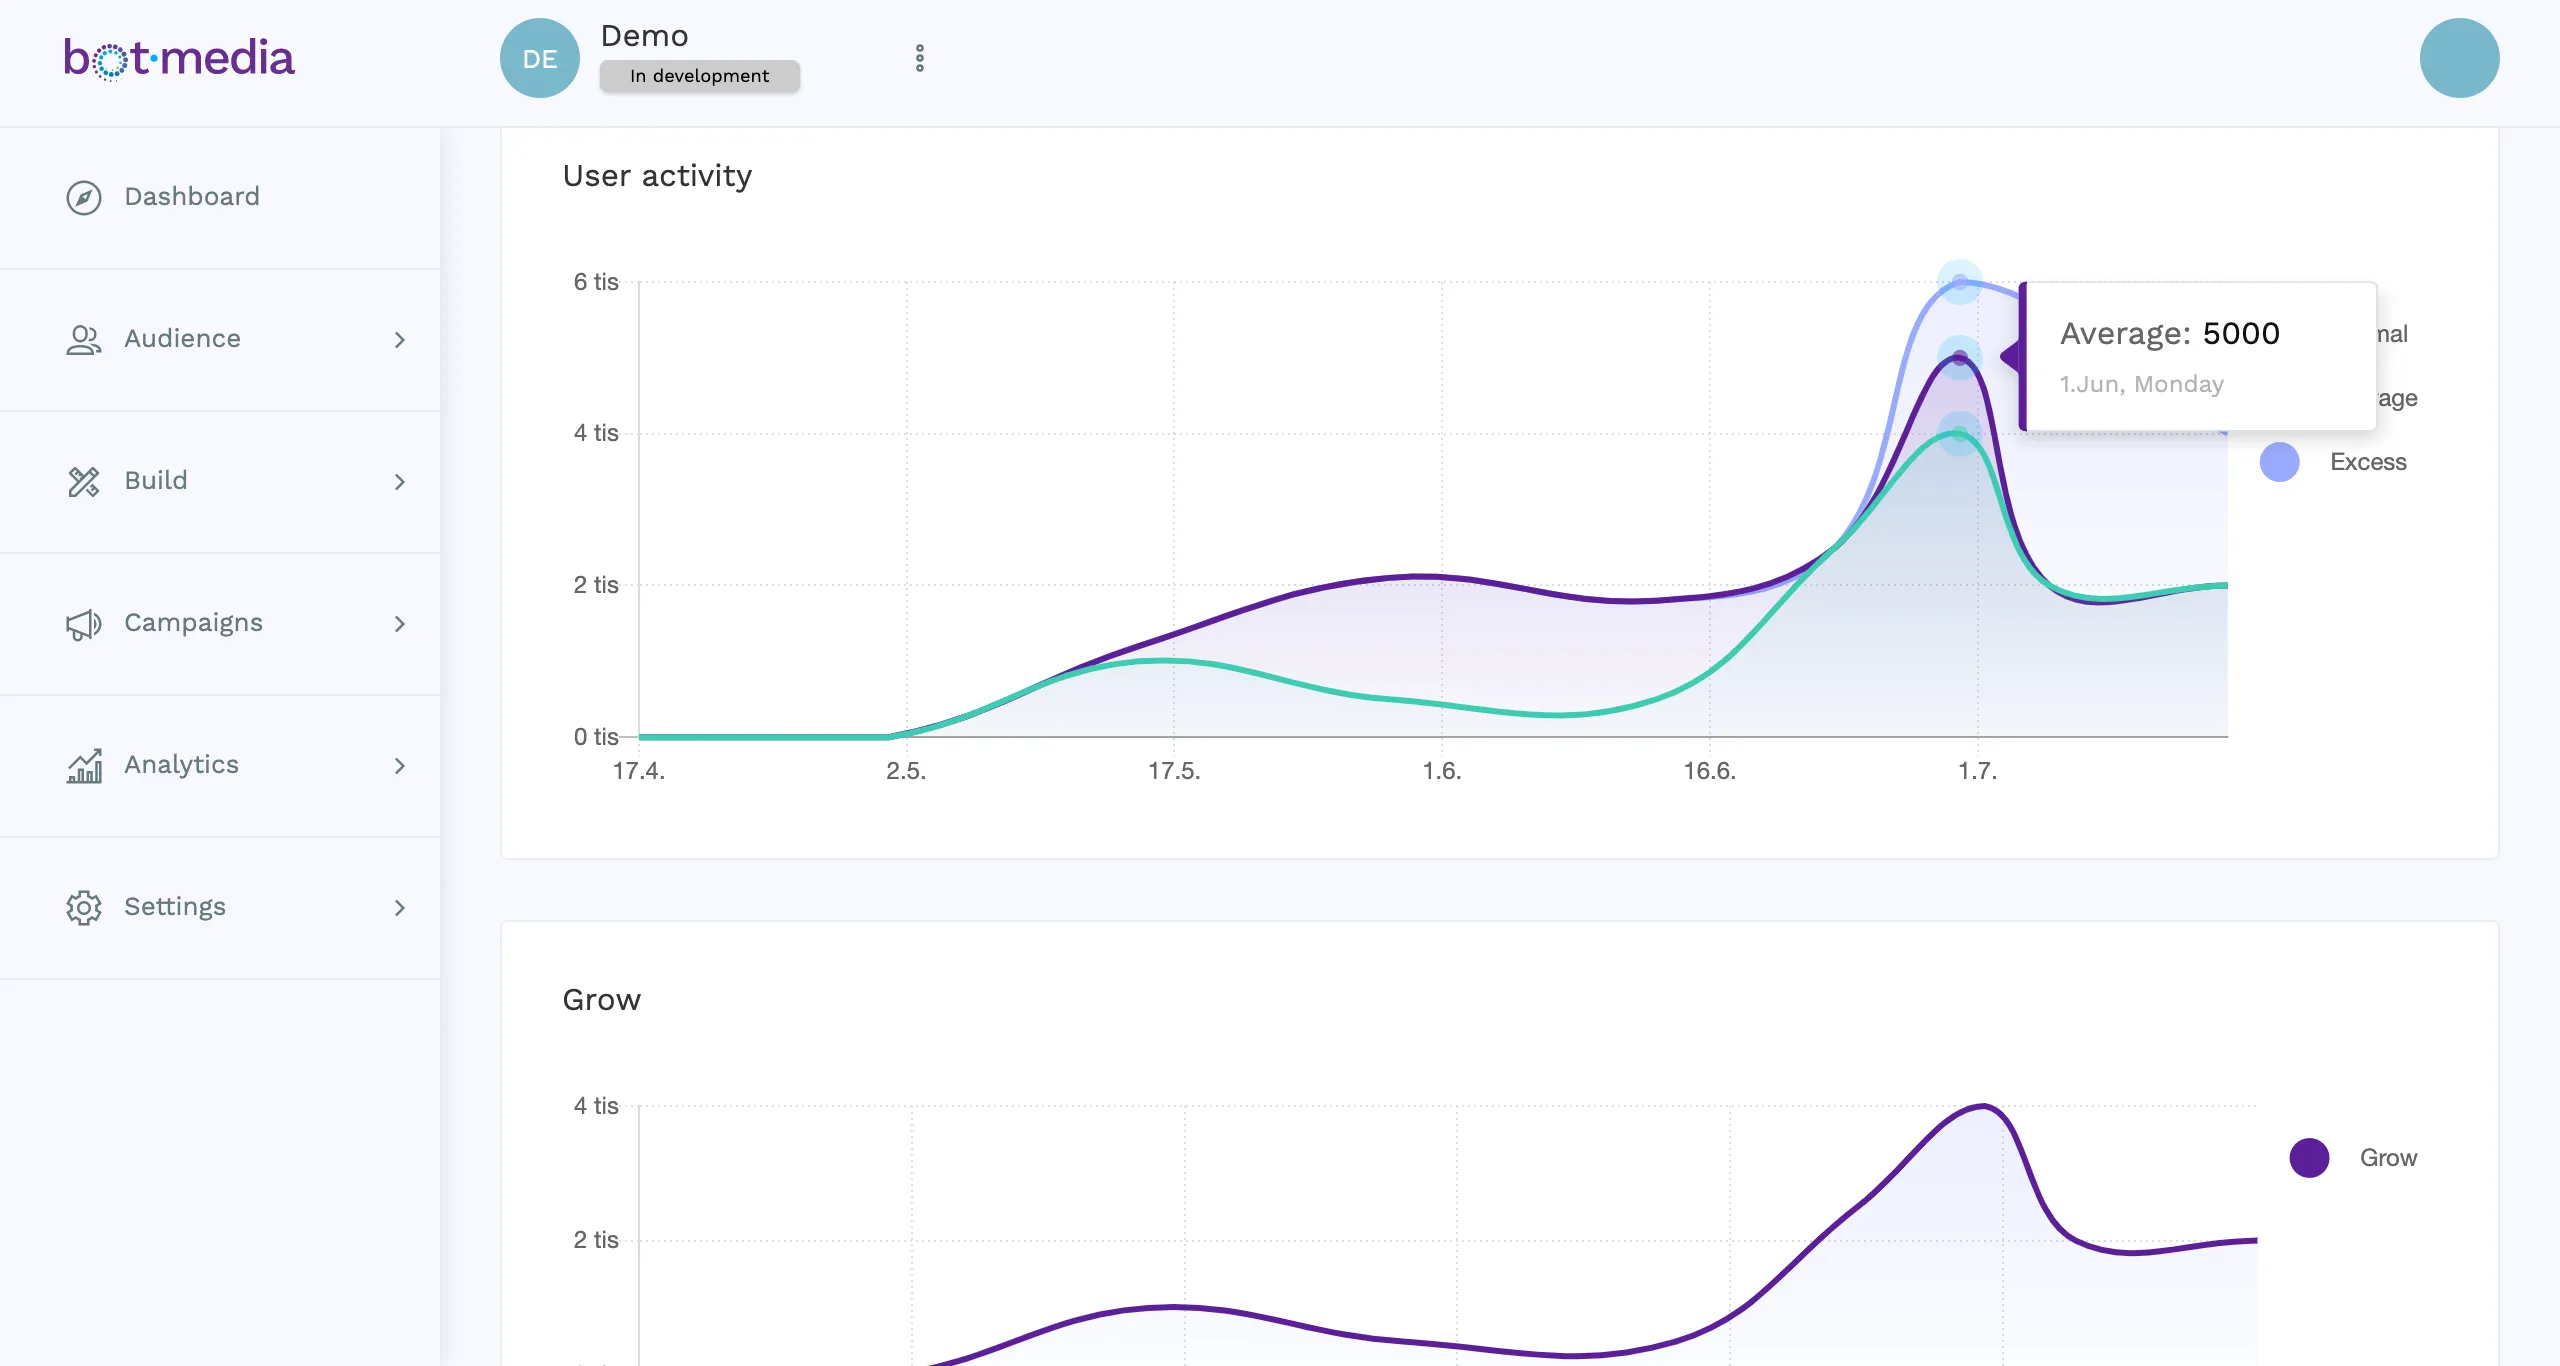 bot·media
DE
Demo
In development
Dashboard
Audience
Build
Campaigns
Analytics
Settings
User activity
6 tis
4 tis
2 tis
0 tis
17.4.
2.5.
17.5.
1.6.
16.6.
1.7.
Average: 5000
1.Jun, Monday
Excess
Grow
4 tis
2 tis
Grow